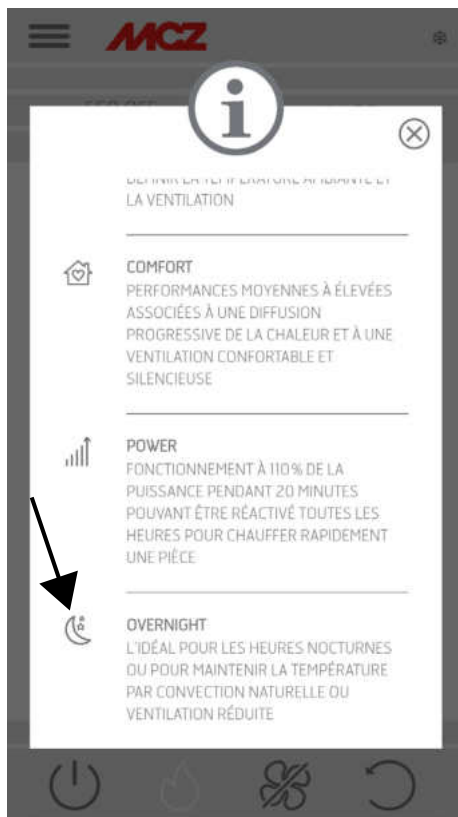 MCZ
LA VENTILATION
COMFORT
PERFORMANCES MOYENNES À ÉLEVÉES
ASSOCIÉES À UNE DIFFUSION
PROGRESSIVE DE LA CHALEUR ET À UNE
VENTILATION CONFORTABLE ET
SILENCIEUSE
POWER
FONCTIONNEMENT À 110% DE LA
PUISSANCE PENDANT 20 MINUTES
POUVANT ÊTRE RÉACTIVÉ TOUTES LES
HEURES POUR CHAUFFER RAPIDEMENT
UNE PIÈCE
OVERNIGHT
L'IDÉAL POUR LES HEURES NOCTURNES
OU POUR MAINTENIR LA TEMPÉRATURE
PAR CONVECTION NATURELLE OU
VENTILATION RÉDUITE